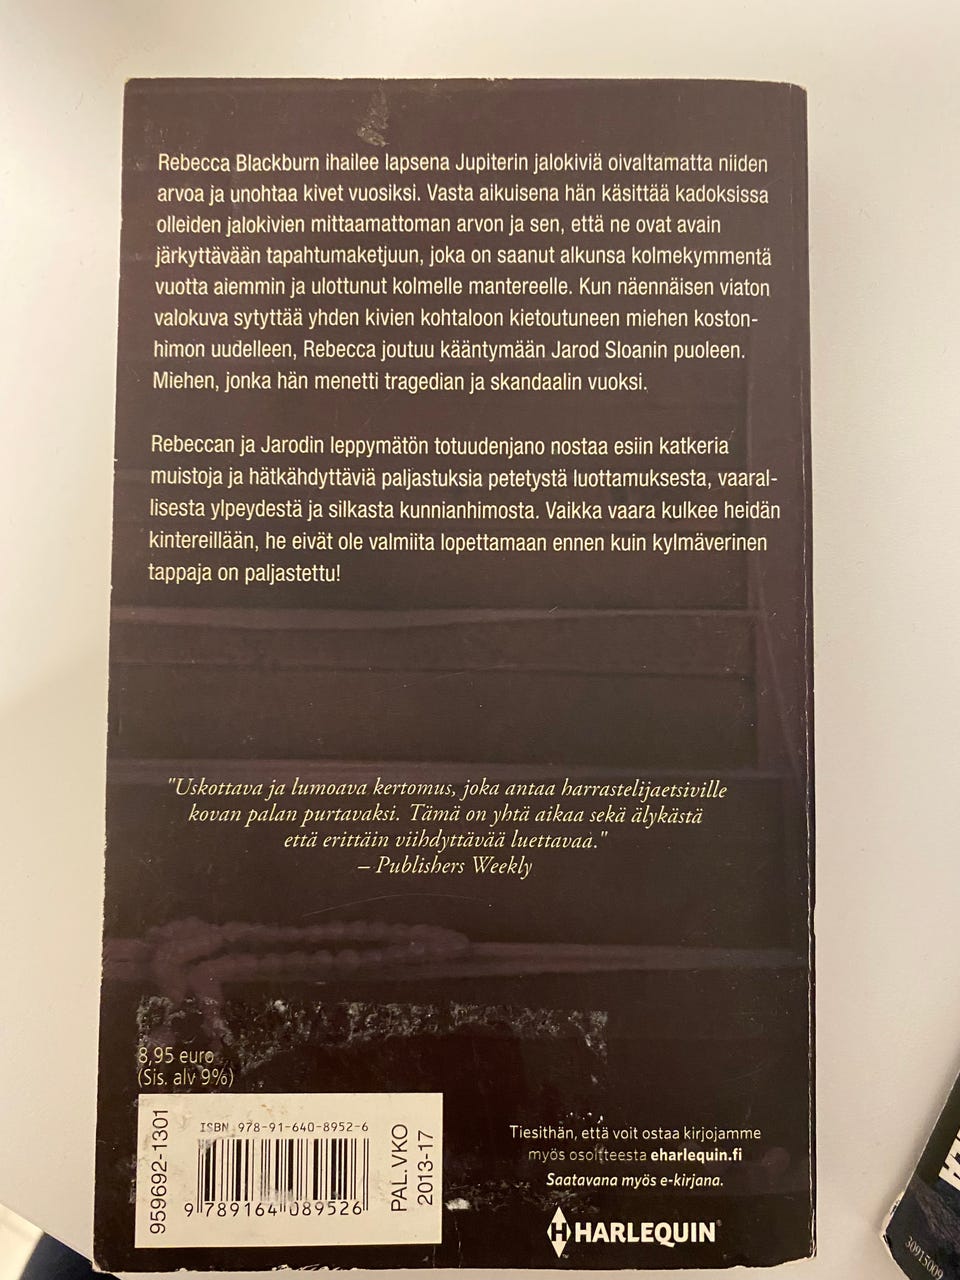 Rebecca Blackburn ihailee lapsena Jupiterin jalokiviä oivaltamatta niiden
arvoa ja unohtaa kivet vuosiksi. Vasta aikuisena hän käsittää kadoksissa
olleiden jalokivien mittaamattoman arvon ja sen, että ne ovat avain
järkyttävään tapahtumaketjuun, joka on saanut alkunsa kolmekymmentä
vuotta aiemmin ja ulottunut kolmelle mantereelle. Kun näennäisen viaton
valokuva sytyttää yhden kivien kohtaloon kietoutuneen miehen koston-
himon uudelleen, Rebecca joutuu kääntymään Jarod Sloanin puoleen.
Miehen, jonka hän menetti tragedian ja skandaalin vuoksi.
Rebeccan ja Jarodin leppymätön totuudenjano nostaa esiin katkeria
muistoja ja hätkähdyttäviä paljastuksia petetystä luottamuksesta, vaaral-
lisesta ylpeydestä ja silkasta kunnianhimosta. Vaikka vaara kulkee heidän
kintereillään, he eivät ole valmiita lopettamaan ennen kuin kylmäverinen
tappaja on paljastettu!
"Uskottava ja lumoava kertomus, joka antaa harrastelijaetsiville
kovan palan purtavaksi. Tämä on yhtä aikaa sekä älykästä
että erittäin viihdyttävää luettavaa."
– Publishers Weekly
8,95 euro
(Sis. alv 9%)
959692-1301
ISBN 978-91-640-8952-6
9 789164 089526
PAL.VKO
2013-17
Tiesithän, että voit ostaa kirjojamme
myös osoitteesta eharlequin.fi
Saatavana myös e-kirjana.
H HARLEQUIN
30915009